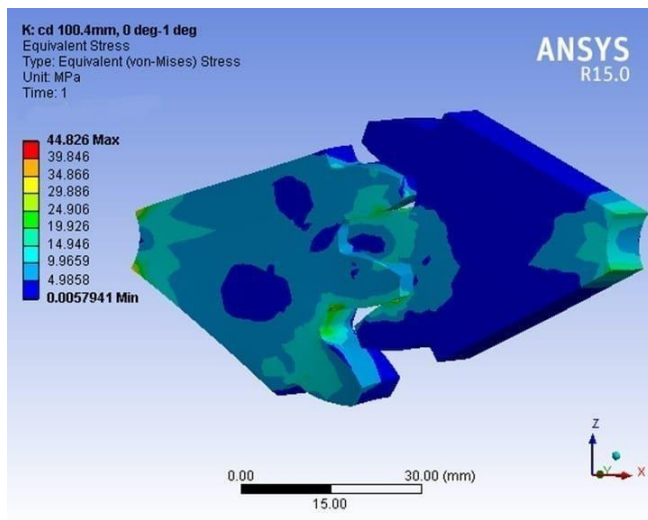 K: cd 100.4mm, 0 deg-1 deg
Equivalent Stress
Type: Equivalent (von-Mises) Stress
Unit: MPa
Time: 1
ANSYS
R15.0
44.826 Max
39.846
34.866
29.886
24.906
19.926
14.946
9.9659
4.9858
0.0057941 Min
Z
Y
X
0.00
30.00 (mm)
15.00